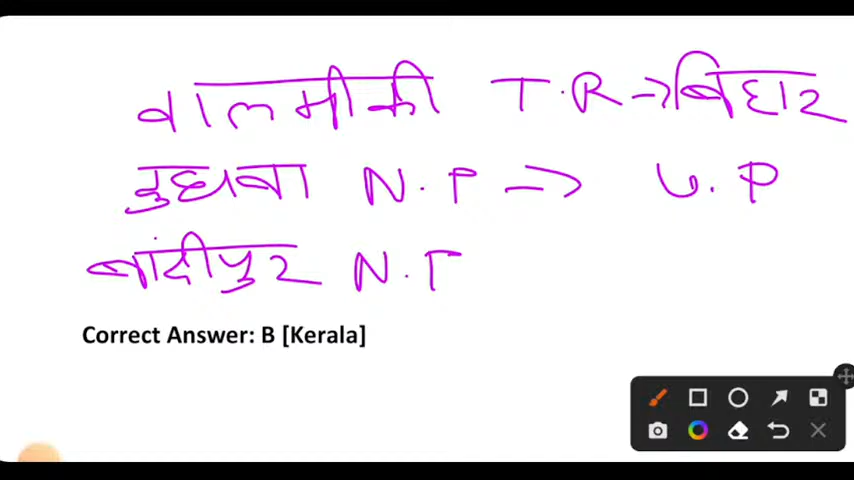 वालमीकी T.R → बिहार
दुधवा N.P → U.P
बांदीपुर N.P
Correct Answer: B [Kerala]